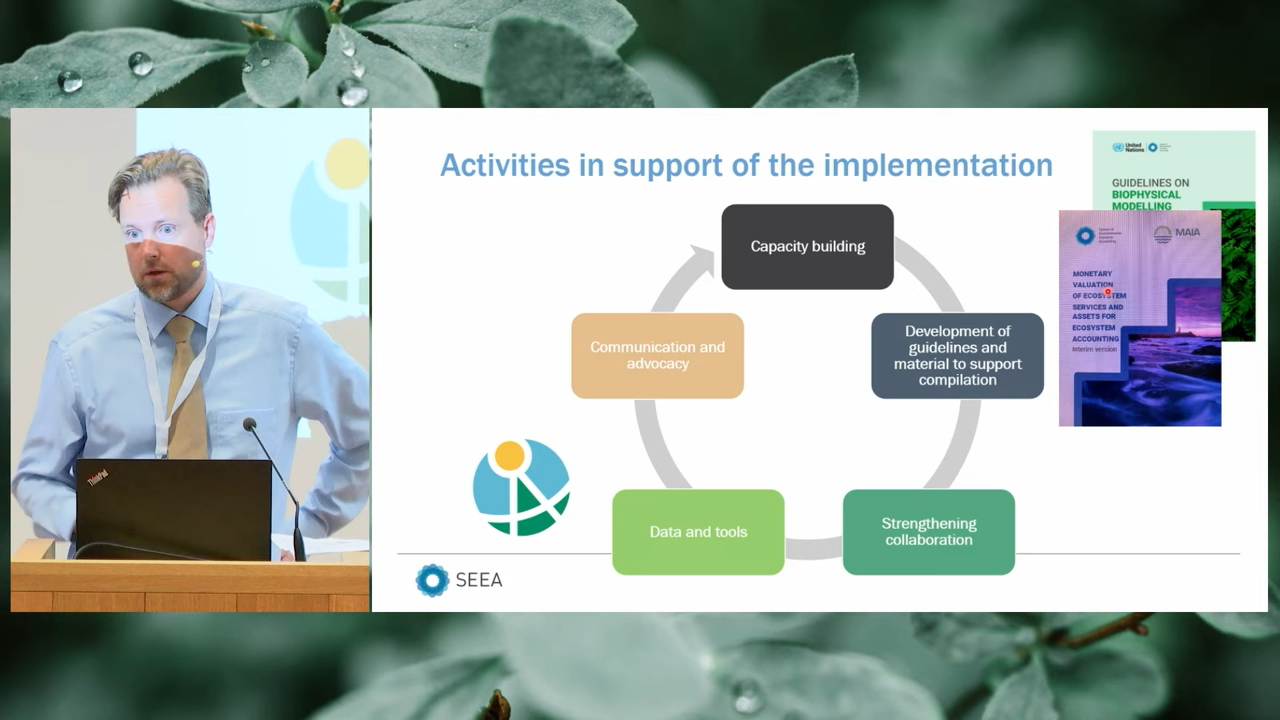 Activities in support of the implementation
United
Nations
GUIDELINES ON
BIOPHYSICAL
MODELLING
MAIA
MONETARY
VALUATION
OF ECOSYSTEM
SERVICES AND
ASSETS FOR
ECOSYSTEM
ACCOUNTING
Interim version
Capacity building
Development of
guidelines and
material to support
compilation
Strengthening
collaboration
Data and tools
Communication and
advocacy
SEEA
ThinkPad